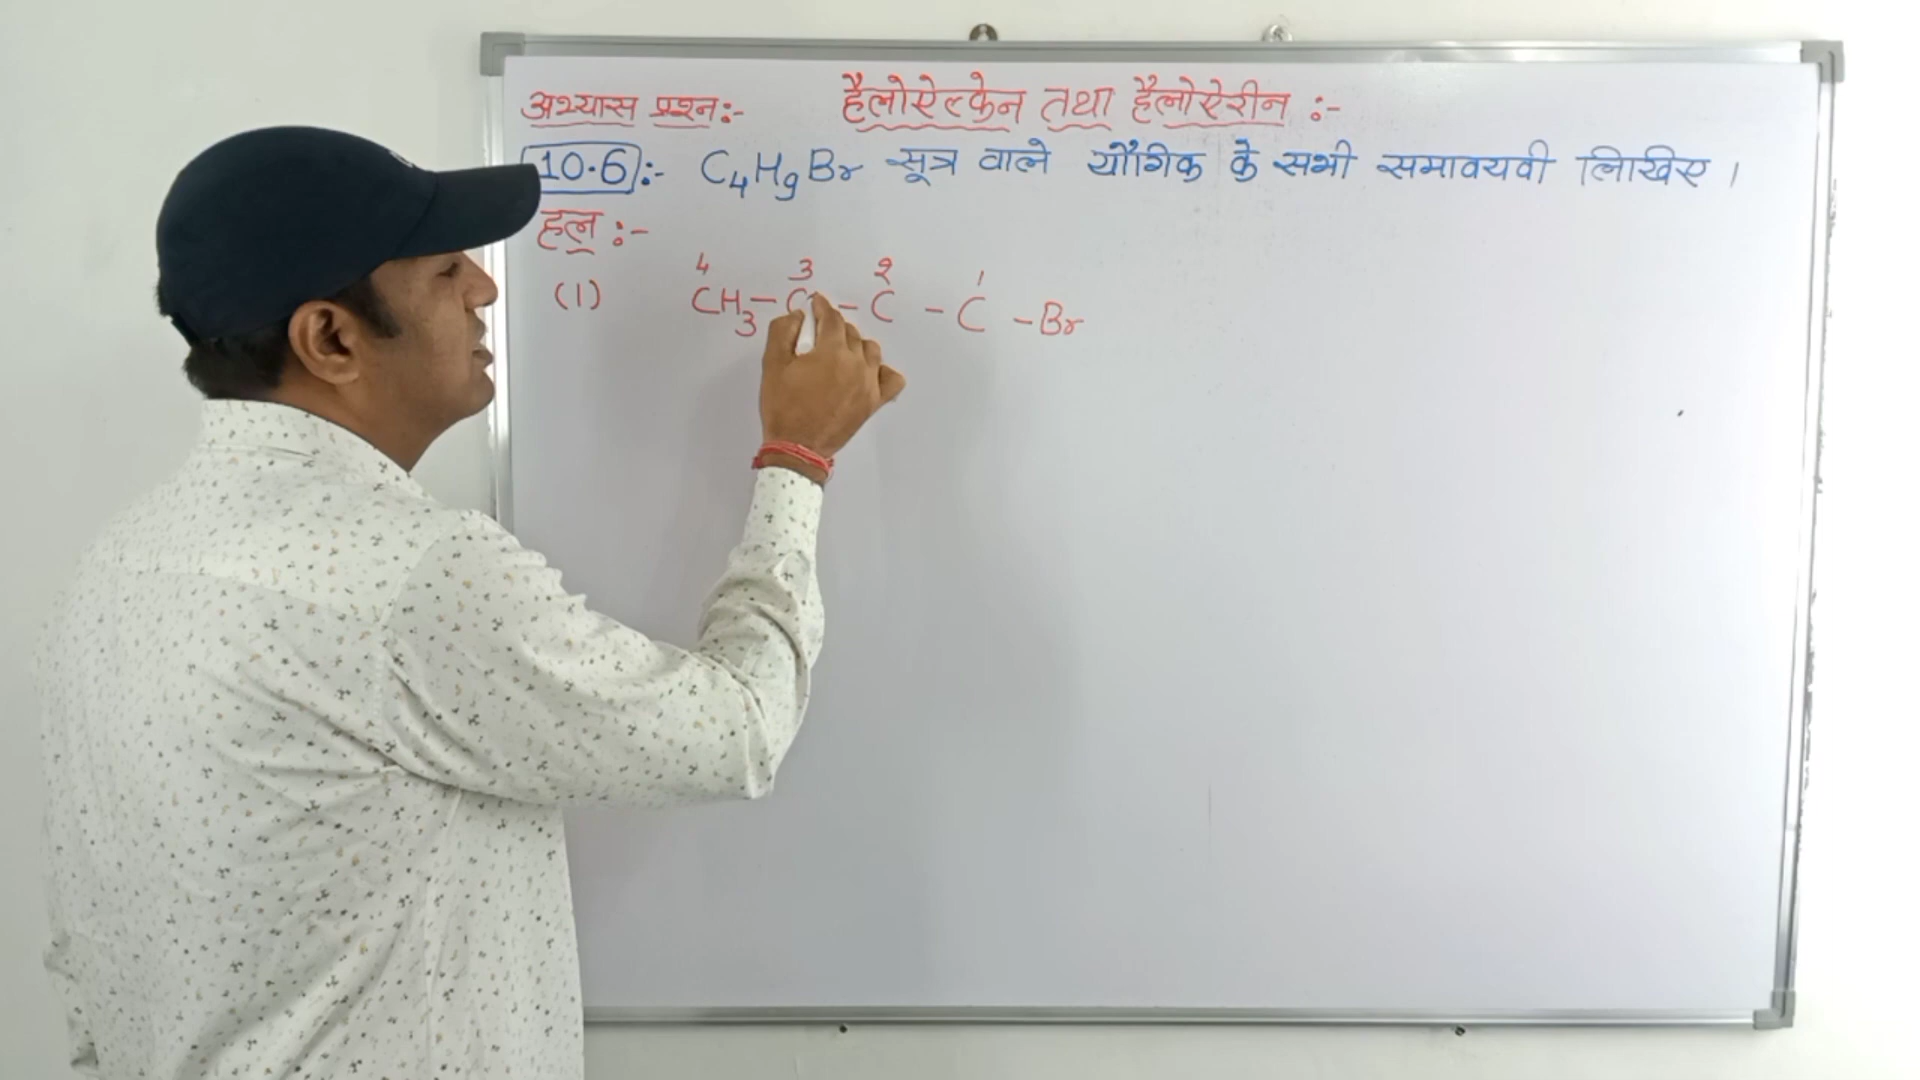 अभ्यास प्रश्न:- हैलोऐल्केन तथा हैलोऐरीन :-
10.6:- C₄H₉Br सूत्र वाले यौगिक के सभी समावयवी लिखिए।
हल:-
4 3 2 1
(1) CH₃-C-C-C-Br